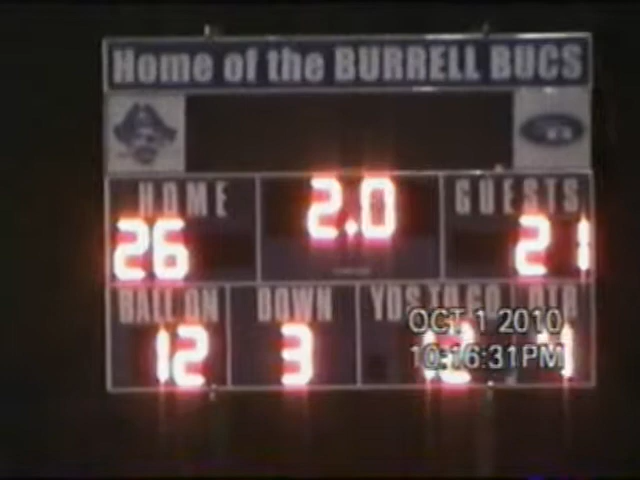 Home of the BURRELL BUCS
HOME 2.0 GUESTS
26 21
BALL ON DOWN YDS TO GO QTR
12 3 12
OCT 1 2010
10:16:31PM